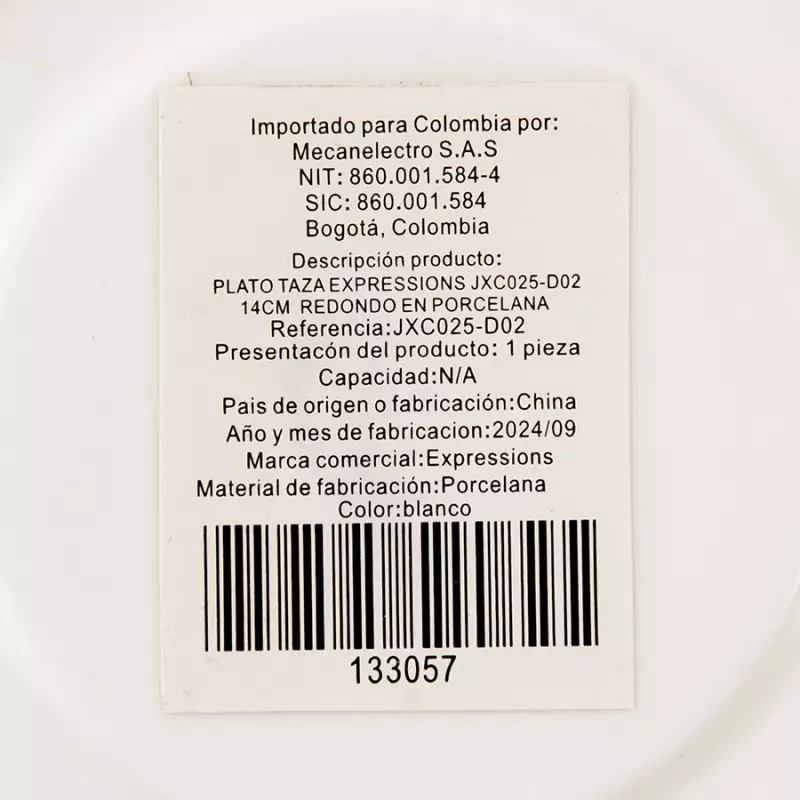 Importado para Colombia por:
Mecanelectro S.A.S
NIT: 860.001.584-4
SIC: 860.001.584
Bogotá, Colombia
Descripción producto:
PLATO TAZA EXPRESSIONS JXC025-D02
14CM REDONDO EN PORCELANA
Referencia:JXC025-D02
Presentacón del producto: 1 pieza
Capacidad:N/A
Pais de origen o fabricación:China
Año y mes de fabricacion:2024/09
Marca comercial:Expressions
Material de fabricación:Porcelana
Color:blanco
133057